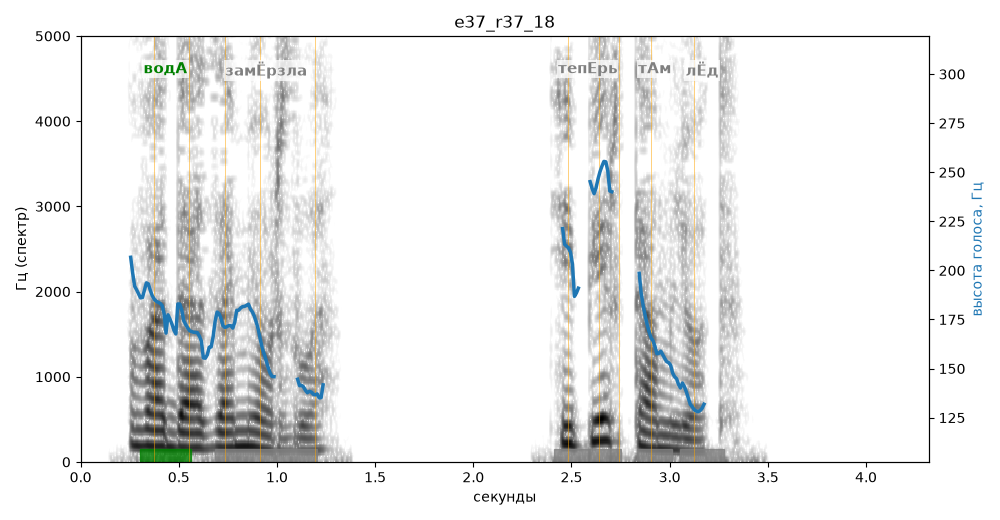 e37_r37_18
5000
4000
3000
2000
1000
0
Гц (спектр)
водА
замЁрзла
тепЕрь
тАм
лЁд
300
275
250
225
200
175
150
125
высота голоса, Гц
0.0 0.5 1.0 1.5 2.0 2.5 3.0 3.5 4.0
секунды